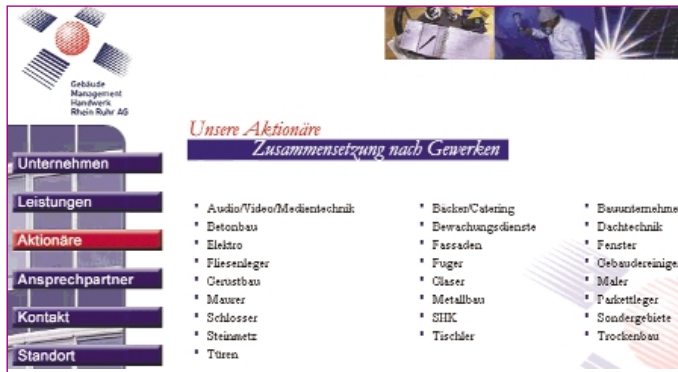 Gebäude
Management
Handwerk
Rhein Ruhr AG
Unsere Aktionäre
Zusammensetzung nach Gewerken
Unternehmen
Leistungen
Aktionäre
Ansprechpartner
Kontakt
Standort
Audio/Video/Medientechnik
Betonbau
Elektro
Fliesenleger
Gerüstbau
Maurer
Schlosser
Steinmetz
Türen
Bäcker/Catering
Bewachungsdienste
Fassaden
Fuger
Glaser
Metallbau
SHK
Tischler
Bauunternehme
Dachtechnik
Fenster
Gebäudereinige
Maler
Parkettleger
Sondergebiete
Trockenbau